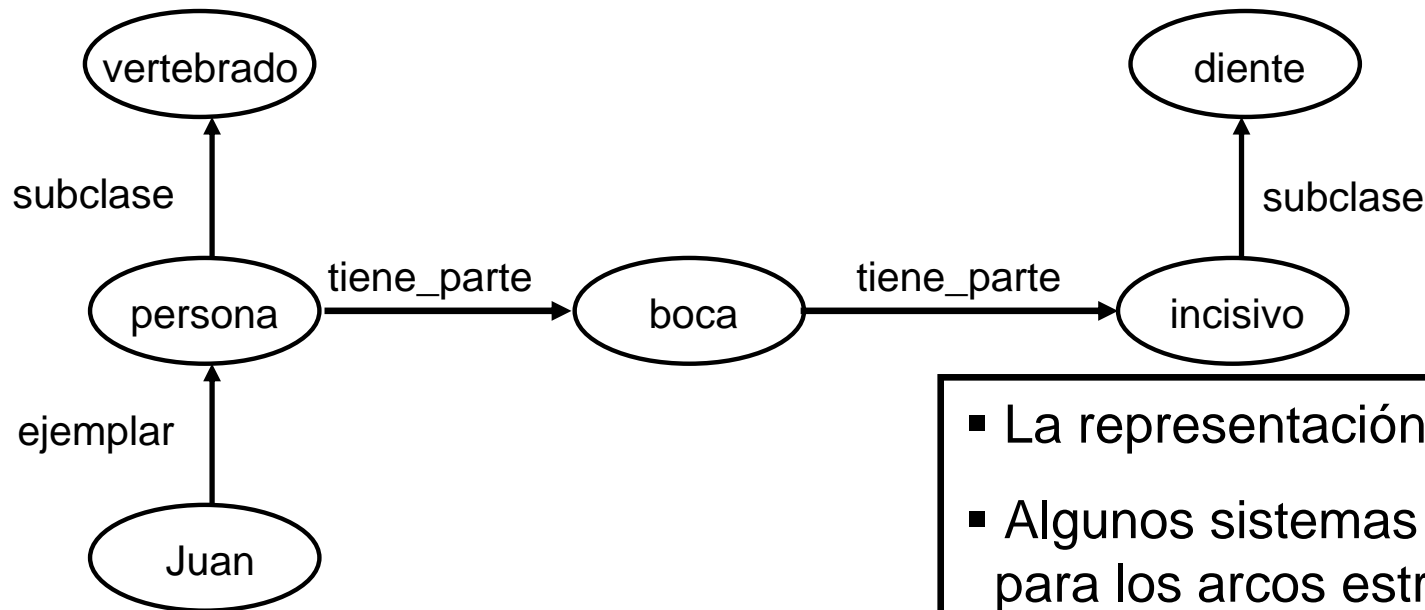 vertebrado
diente
subclase
subclase
persona
tiene_parte
boca
tiene_parte
incisivo
ejemplar
Juan
▪ La representación
▪ Algunos sistemas
para los arcos estr